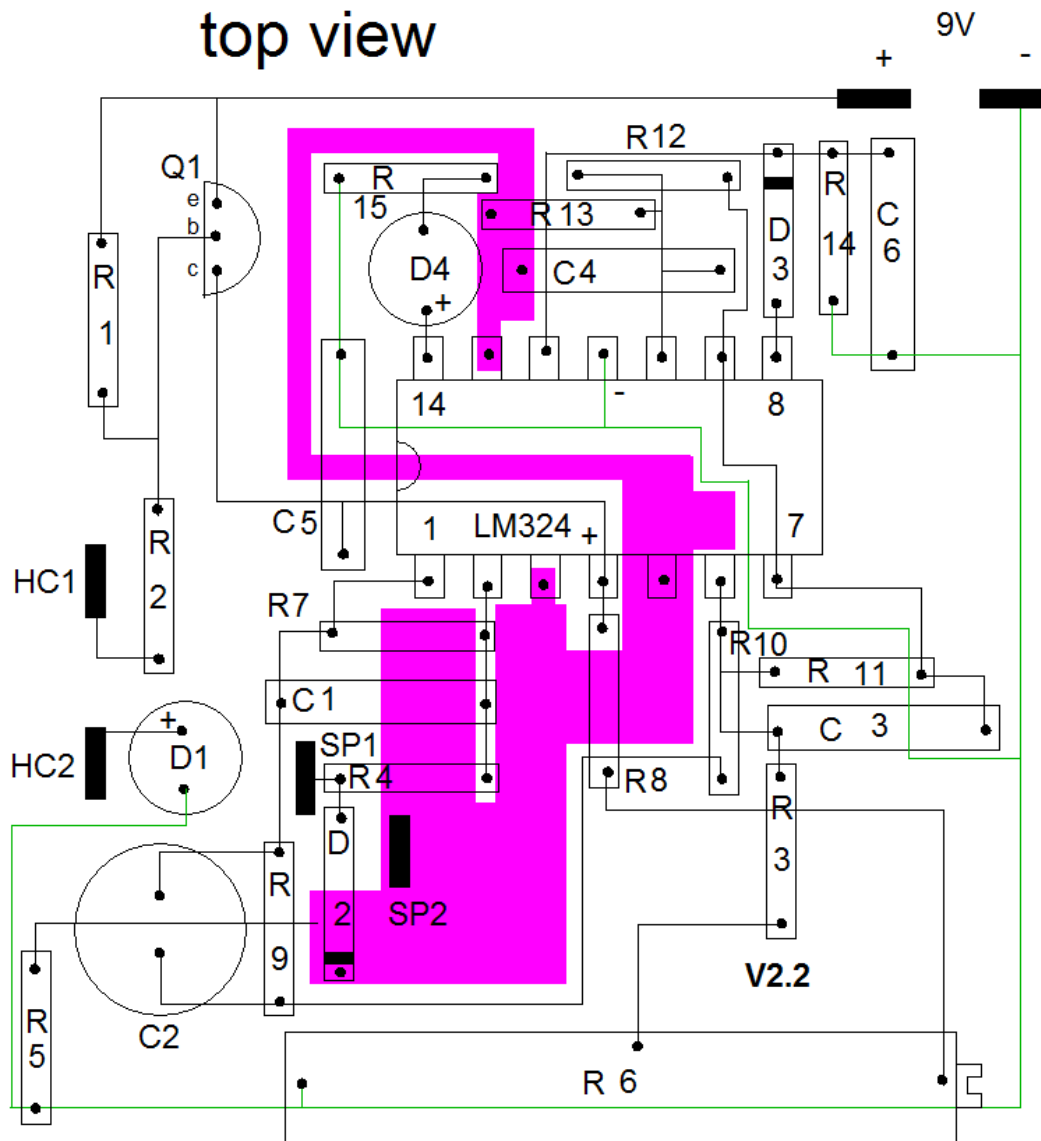 top view
9V
+ -
R12
Q1
R
15
e
b
c
R 13
R
14
D
3
C
6
D4
C4
+
R
1
14
-
8
C5
1
LM324
+
7
HC1
R
2
R7
R10
R 11
C1
C 3
+
D1
HC2
SP1
R4
R8
D
2
R
3
SP2
R
9
V2.2
R
5
C2
R 6